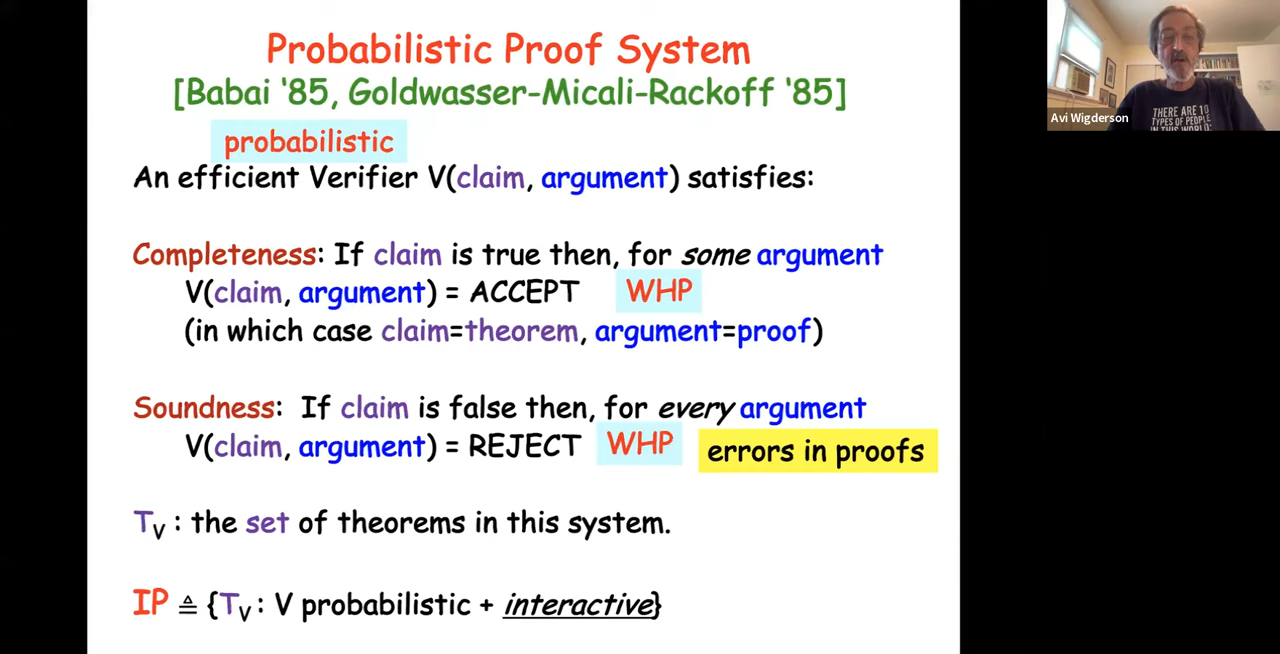 Probabilistic Proof System
[Babai ‘85, Goldwasser-Micali-Rackoff ‘85]
probabilistic
An efficient Verifier V(claim, argument) satisfies:
Completeness: If claim is true then, for some argument
V(claim, argument) = ACCEPT WHP
(in which case claim=theorem, argument=proof)
Soundness: If claim is false then, for every argument
V(claim, argument) = REJECT WHP errors in proofs
TV : the set of theorems in this system.
IP ≜ {TV : V probabilistic + interactive}
Avi Wigderson
THERE ARE 10
TYPES OF PEOPLE
IN THIS WORLD: